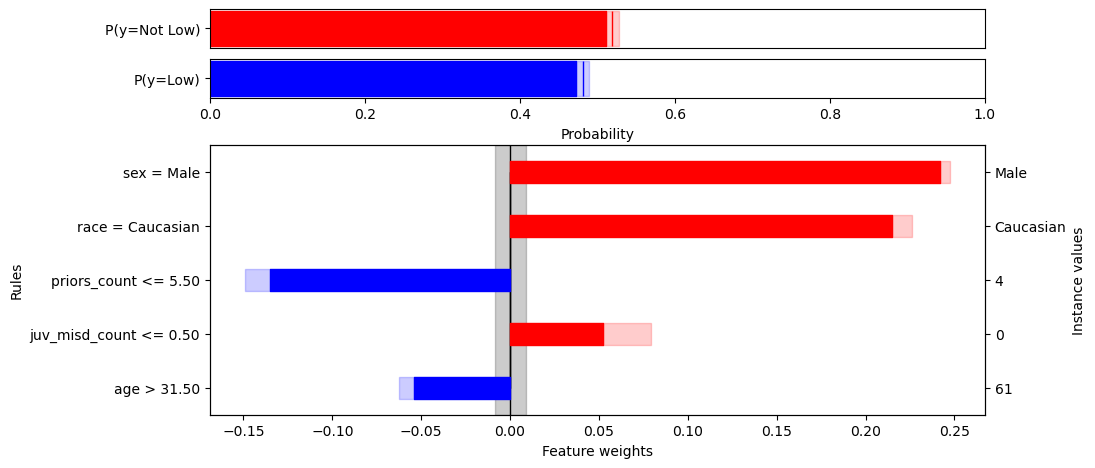 P(y=Not Low)
P(y=Low)
0.0 0.2 0.4 0.6 0.8 1.0
Probability
sex = Male Male
race = Caucasian Caucasian
priors_count <= 5.50 4
juv_misd_count <= 0.50 0
age > 31.50 61
Rules
Instance values
−0.15 −0.10 −0.05 0.00 0.05 0.10 0.15 0.20 0.25
Feature weights